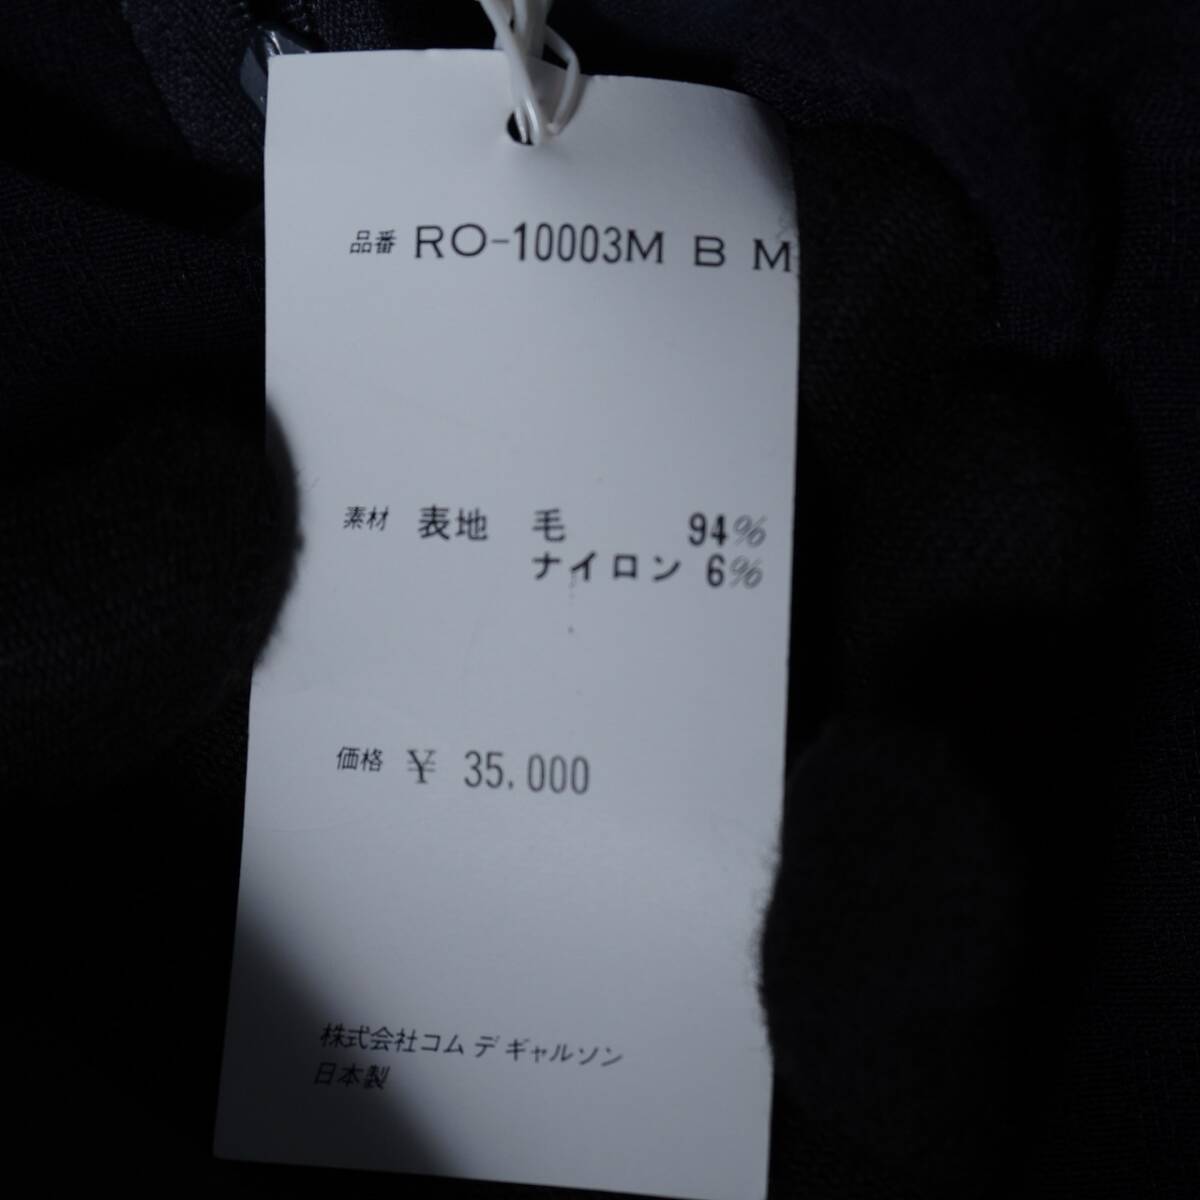 品番 RO-10003M B M
素材 表地 毛 94%
ナイロン 6%
価格 ¥ 35,000
株式会社コム デ ギャルソン
日本製